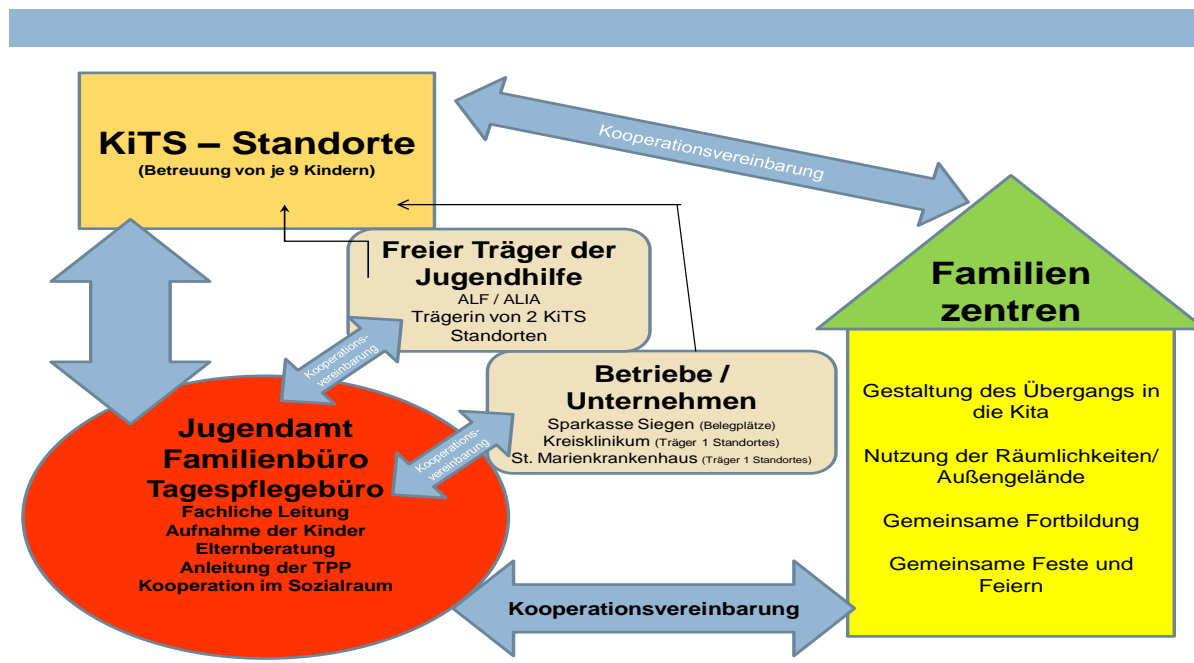 KiTS – Standorte
(Betreuung von je 9 Kindern)
Kooperationsvereinbarung
Freier Träger der
Jugendhilfe
ALF / ALIA
Trägerin von 2 KiTS
Standorten
Kooperations-
vereinbarung
Betriebe /
Unternehmen
Sparkasse Siegen (Belegplätze)
Kreisklinikum (Träger 1 Standortes)
St. Marienkrankenhaus (Träger 1 Standortes)
Kooperations-
vereinbarung
Jugendamt
Familienbüro
Tagespflegebüro
Fachliche Leitung
Aufnahme der Kinder
Elternberatung
Anleitung der TPP
Kooperation im Sozialraum
Familien
zentren
Gestaltung des Übergangs in
die Kita
Nutzung der Räumlichkeiten/
Außengelände
Gemeinsame Fortbildung
Gemeinsame Feste und
Feiern
Kooperationsvereinbarung